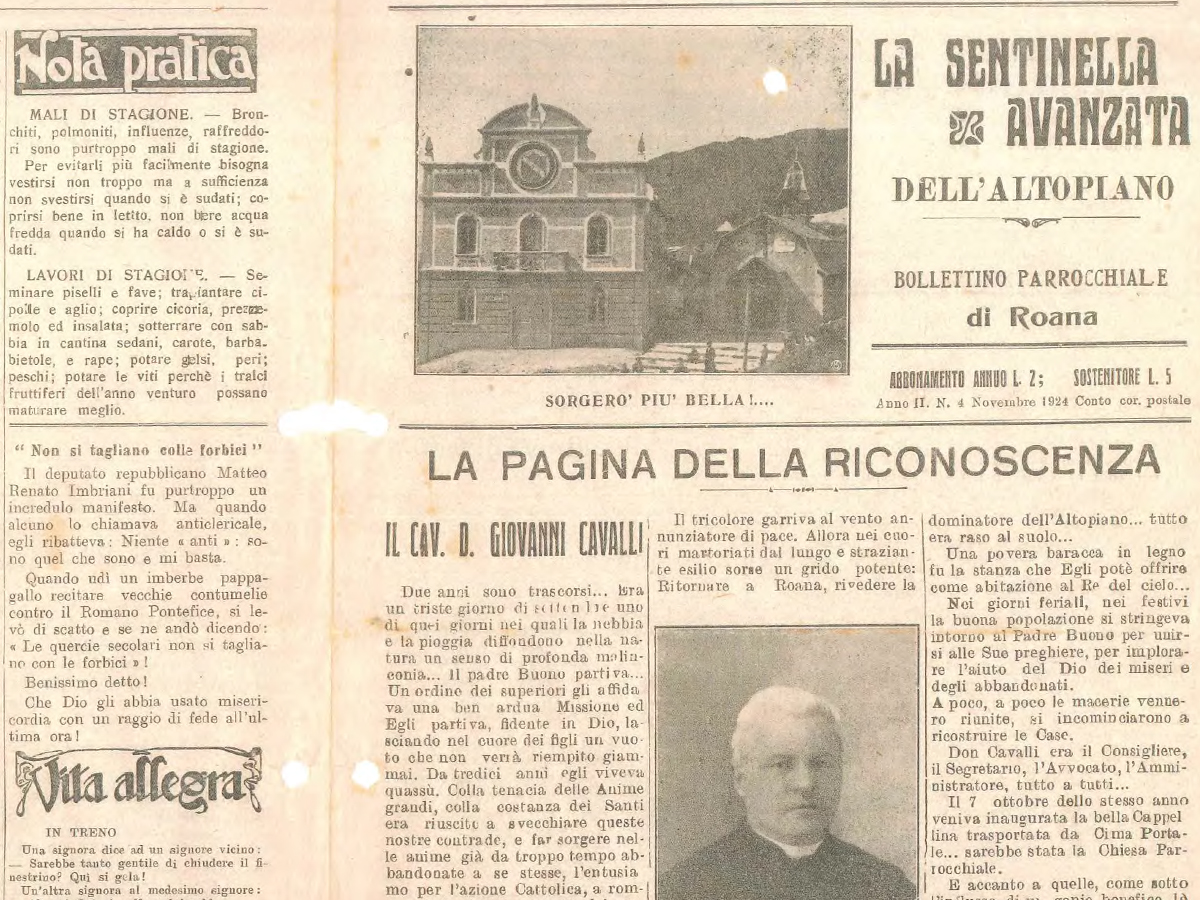 Nota pratica
MALI DI STAGIONE. — Bron-
chiti, polmoniti, influenze, raffreddo-
ri sono purtroppo mali di stagione.
Per evitarli più facilmente bisogna
vestirsi non troppo ma a sufficienza
non svestirsi quando si è sudati; co-
prirsi bene in letto, non bere acqua
fredda quando si ha caldo o si è su-
dati.
LAVORI DI STAGIONE. — Se-
minare piselli e fave; trapiantare ci-
polle e aglio; coprire cicoria, prezze-
molo ed insalata; sotterrare con sab-
bia in cantina sedani, carote, barba-
bietole, e rape; potare gelsi, peri;
peschi; potare le viti perchè i tralci
fruttiferi dell'anno venturo possano
maturare meglio.
“ Non si tagliano colle forbici ”
Il deputato repubblicano Matteo
Renato Imbriani fu purtroppo un
incredulo manifesto. Ma quando
alcuno lo chiamava anticlericale,
egli ribatteva: Niente « anti » : so-
no quel che sono e mi basta.
Quando udì un imberbe pappa-
gallo recitare vecchie contumelie
contro il Romano Pontefice, si le-
vò di scatto e se ne andò dicendo:
« Le quercie secolari non si taglia-
no con le forbici » !
Benissimo detto!
Che Dio gli abbia usato miseri-
cordia con un raggio di fede all'ul-
tima ora!
Vita allegra
IN TRENO
Una signora dice ad un signore vicino:
— Sarebbe tanto gentile di chiudere il fi-
nestrino? Qui si gela!
Un'altra signora al medesimo signore:
SORGERO' PIU' BELLA!....
LA SENTINELLA
AVANZATA
DELL'ALTOPIANO
BOLLETTINO PARROCCHIALE
di Roana
ABBONAMENTO ANNUO L. 2; SOSTENITORE L. 5
Anno II. N. 4 Novembre 1924 Conto cor. postale
LA PAGINA DELLA RICONOSCENZA
IL CAV. D. GIOVANNI CAVALLI
Due anni sono trascorsi... Era
un triste giorno di settembre uno
di quei giorni nei quali la nebbia
e la pioggia diffondono nella na-
tura un senso di profonda malin-
conia... Il padre Buono partiva...
Un ordine dei superiori gli affida
va una ben ardua Missione ed
Egli partiva, fidente in Dio, la-
sciando nel cuore dei figli un vuo-
to che non verrà riempito giam-
mai. Da tredici anni egli viveva
quassù. Colla tenacia delle Anime
grandi, colla costanza dei Santi
era riuscito a svecchiare queste
nostre contrade, e far sorgere nel-
le anime già da troppo tempo ab-
bandonate a se stesse, l'entusia
mo per l'azione Cattolica, a rom-
Il tricolore garriva al vento an-
nunziatore di pace. Allora nei cuo-
ri martoriati dal lungo e strazian-
te esilio sorse un grido potente:
Ritornare a Roana, rivedere la
dominatore dell'Altopiano... tutto
era raso al suolo...
Una povera baracca in legno
fu la stanza che Egli potè offrire
come abitazione al Re del cielo...
Nei giorni feriali, nei festivi
la buona popolazione si stringeva
intorno al Padre Buono per unir-
si alle Sue preghiere, per implora-
re l'aiuto del Dio dei miseri e
degli abbandonati.
A poco, a poco le macerie venne-
ro riunite, si incominciarono a
ricostruire le Case.
Don Cavalli era il Consigliere,
il Segretario, l'Avvocato, l'Ammi-
nistratore, tutto a tutti...
Il 7 ottobre dello stesso anno
veniva inaugurata la bella Cappel
lina trasportata da Cima Porta-
le... sarebbe stata la Chiesa Par-
rocchiale.
E accanto a quelle, come sotto